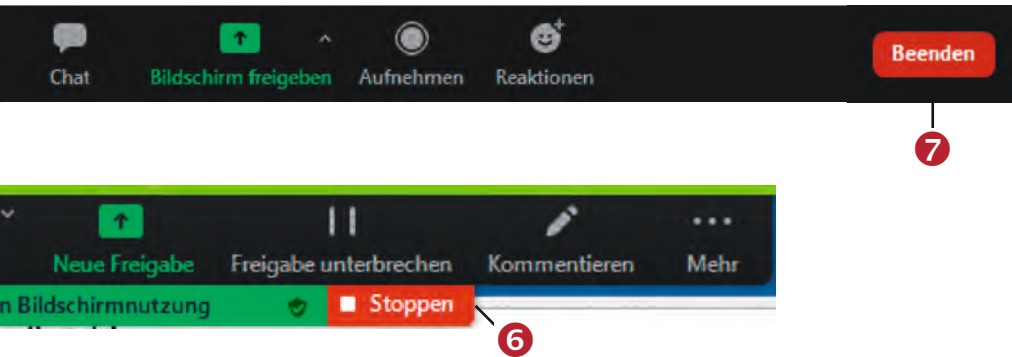 Chat Bildschirm freigeben Aufnehmen Reaktionen Beenden
7
Neue Freigabe Freigabe unterbrechen Kommentieren Mehr
n Bildschirmnutzung Stoppen
6